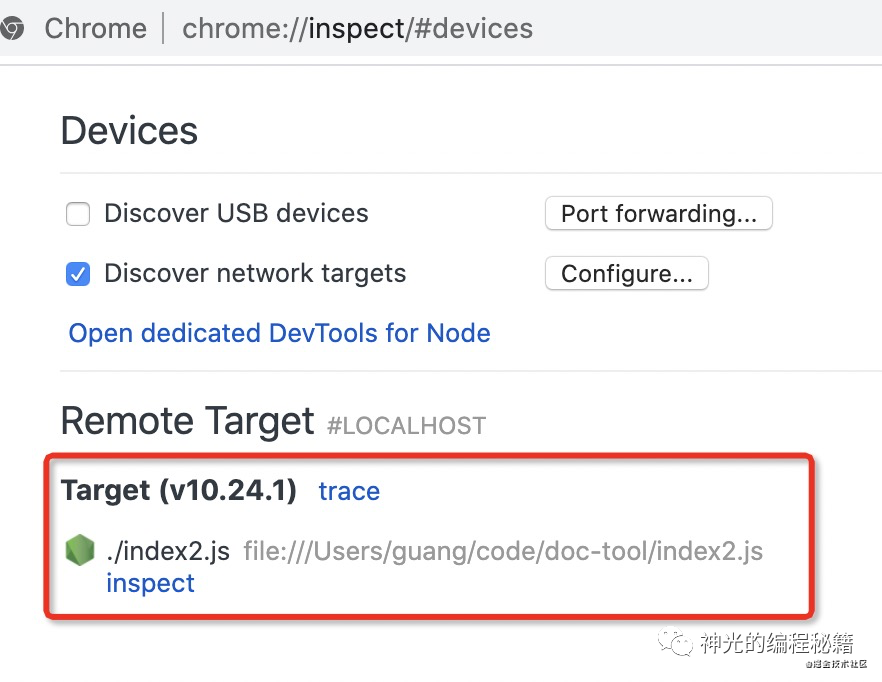 Chrome chrome://inspect/#devices
Devices
Discover USB devices Port forwarding...
Discover network targets Configure...
Open dedicated DevTools for Node
Remote Target #LOCALHOST
Target (v10.24.1) trace
./index2.js file:///Users/guang/code/doc-tool/index2.js
inspect
神光的编程秘籍
@掘金技术社区